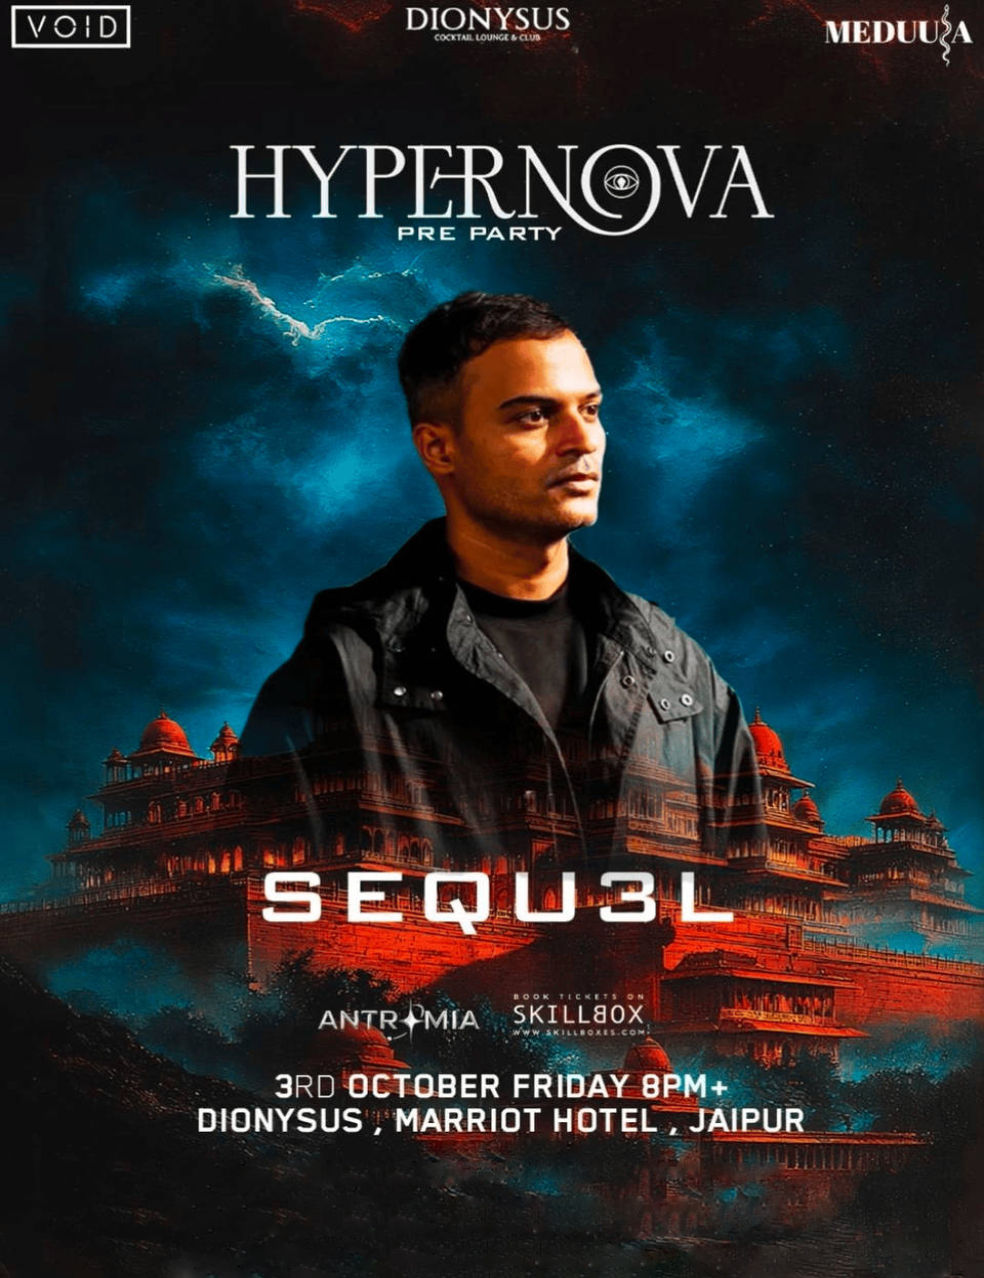 VOID
DIONYSUS
COCKTAIL LOUNGE & CLUB
MEDUUSA
HYPERNOVA
PRE PARTY
SEQU3L
ANTROMIA
BOOK TICKETS ON
SKILLBOX
WWW.SKILLBOXES.COM
3RD OCTOBER FRIDAY 8PM+
DIONYSUS , MARRIOT HOTEL , JAIPUR